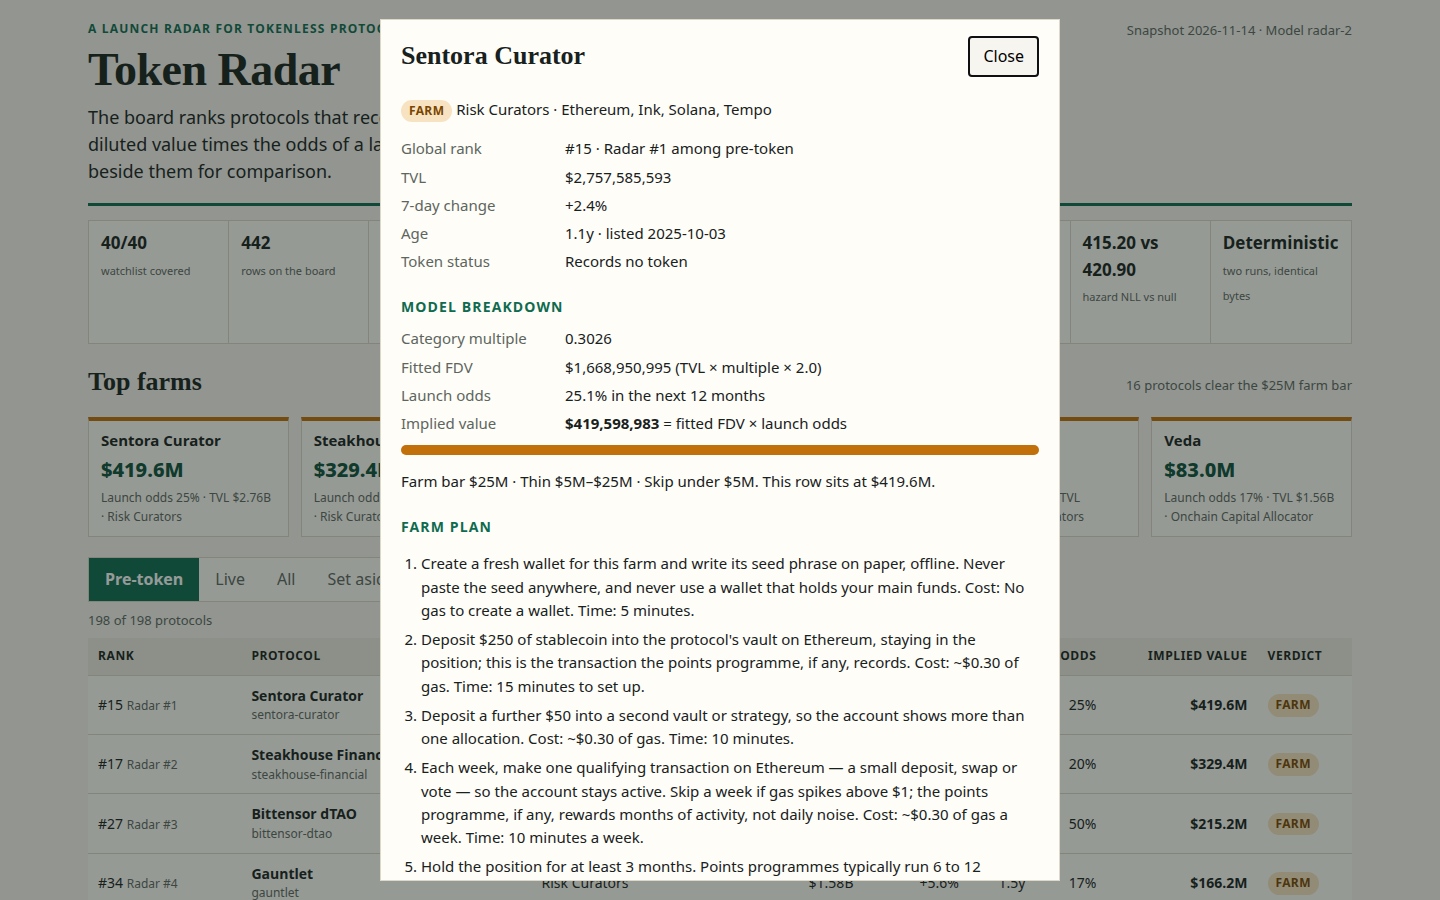 A LAUNCH RADAR FOR TOKENLESS PROTOC
Snapshot 2026-11-14 · Model radar-2
Token Radar
The board ranks protocols that rec
diluted value times the odds of a la
beside them for comparison.
40/40
watchlist covered
442
rows on the board
415.20 vs
420.90
hazard NLL vs null
Deterministic
two runs, identical
bytes
Top farms
16 protocols clear the $25M farm bar
Sentora Curator
$419.6M
Launch odds 25% · TVL $2.76B
· Risk Curators
Steakhou
$329.4
Launch odd
· Risk Curato
TVL
ators
Veda
$83.0M
Launch odds 17% · TVL $1.56B
· Onchain Capital Allocator
Pre-token
Live
All
Set asid
198 of 198 protocols
RANK
PROTOCOL
ODDS
IMPLIED VALUE
VERDICT
#15 Radar #1
Sentora Curator
sentora-curator
25%
$419.6M
FARM
#17 Radar #2
Steakhouse Financ
steakhouse-financial
20%
$329.4M
FARM
#27 Radar #3
Bittensor dTAO
bittensor-dtao
50%
$215.2M
FARM
#34 Radar #4
Gauntlet
gauntlet
Risk Curators
$1.58B
+5.6%
1.5y
17%
$166.2M
FARM
Sentora Curator
Close
FARM Risk Curators · Ethereum, Ink, Solana, Tempo
Global rank #15 · Radar #1 among pre-token
TVL $2,757,585,593
7-day change +2.4%
Age 1.1y · listed 2025-10-03
Token status Records no token
MODEL BREAKDOWN
Category multiple 0.3026
Fitted FDV $1,668,950,995 (TVL × multiple × 2.0)
Launch odds 25.1% in the next 12 months
Implied value $419,598,983 = fitted FDV × launch odds
Farm bar $25M · Thin $5M–$25M · Skip under $5M. This row sits at $419.6M.
FARM PLAN
1. Create a fresh wallet for this farm and write its seed phrase on paper, offline. Never
paste the seed anywhere, and never use a wallet that holds your main funds. Cost: No
gas to create a wallet. Time: 5 minutes.
2. Deposit $250 of stablecoin into the protocol's vault on Ethereum, staying in the
position; this is the transaction the points programme, if any, records. Cost: ~$0.30 of
gas. Time: 15 minutes to set up.
3. Deposit a further $50 into a second vault or strategy, so the account shows more than
one allocation. Cost: ~$0.30 of gas. Time: 10 minutes.
4. Each week, make one qualifying transaction on Ethereum — a small deposit, swap or
vote — so the account stays active. Skip a week if gas spikes above $1; the points
programme, if any, rewards months of activity, not daily noise. Cost: ~$0.30 of gas a
week. Time: 10 minutes a week.
5. Hold the position for at least 3 months. Points programmes typically run 6 to 12